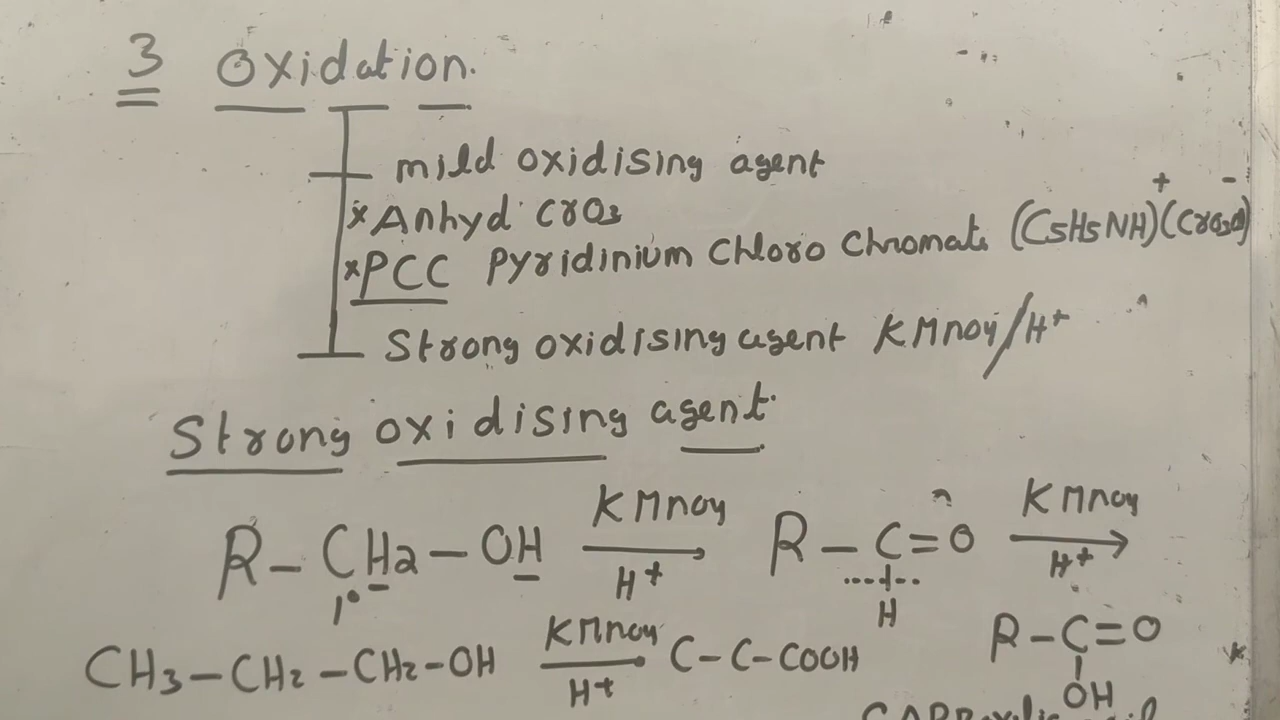 3 Oxidation.
mild oxidising agent
* Anhyd CrO3
* PCC Pyridinium Chloro Chromate (C5H5NH)+(CrO3Cl)-
Strong oxidising agent KMnO4/H+
Strong oxidising agent
R-CH2-OH KMnO4 H+ R-C=O KMnO4 H+
1° H
CH3-CH2-CH2-OH KMnO4 H+ C-C-COOH R-C=O
OH